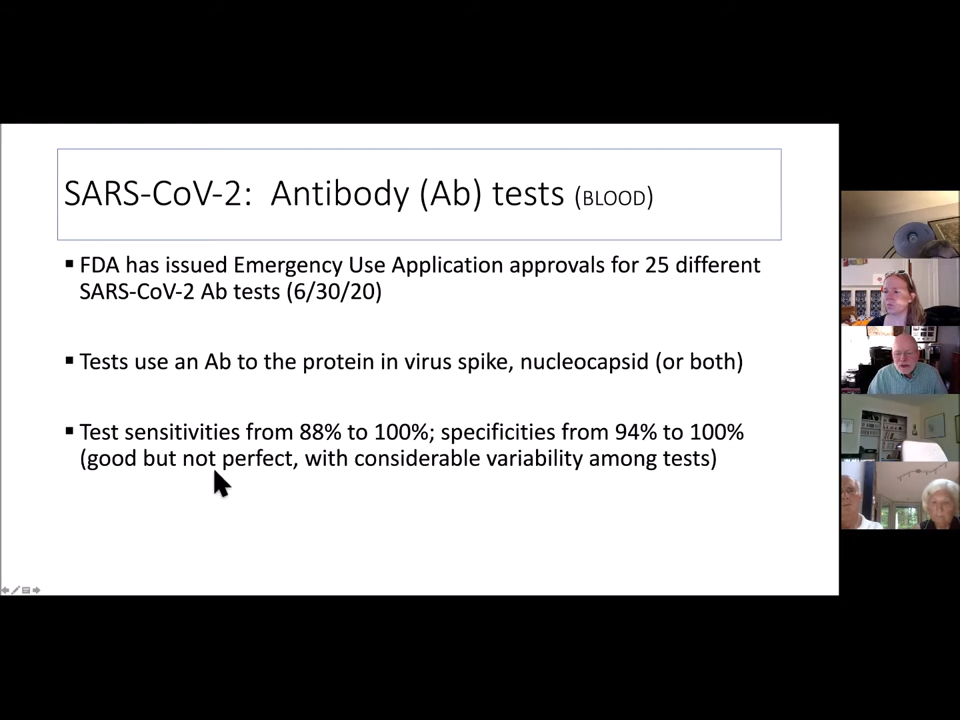 SARS-CoV-2: Antibody (Ab) tests (BLOOD)
▪ FDA has issued Emergency Use Application approvals for 25 different
SARS-CoV-2 Ab tests (6/30/20)
▪ Tests use an Ab to the protein in virus spike, nucleocapsid (or both)
▪ Test sensitivities from 88% to 100%; specificities from 94% to 100%
(good but not perfect, with considerable variability among tests)